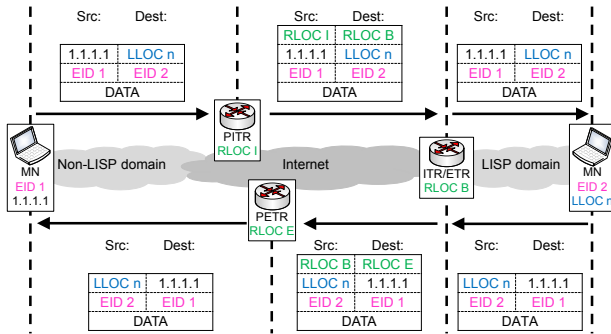 Src: Dest: Src: Dest: Src: Dest:
RLOC I RLOC B
1.1.1.1 LLOC n 1.1.1.1 LLOC n 1.1.1.1 LLOC n
EID 1 EID 2 EID 1 EID 2 EID 1 EID 2
DATA DATA DATA
PITR
RLOC I
MN
EID 1
1.1.1.1
Non-LISP domain
Internet
ITR/ETR
RLOC B
LISP domain
MN
EID 2
LLOC n
PETR
RLOC E
Src: Dest: Src: Dest: Src: Dest:
RLOC B RLOC E
LLOC n 1.1.1.1 LLOC n 1.1.1.1 LLOC n 1.1.1.1
EID 2 EID 1 EID 2 EID 1 EID 2 EID 1
DATA DATA DATA